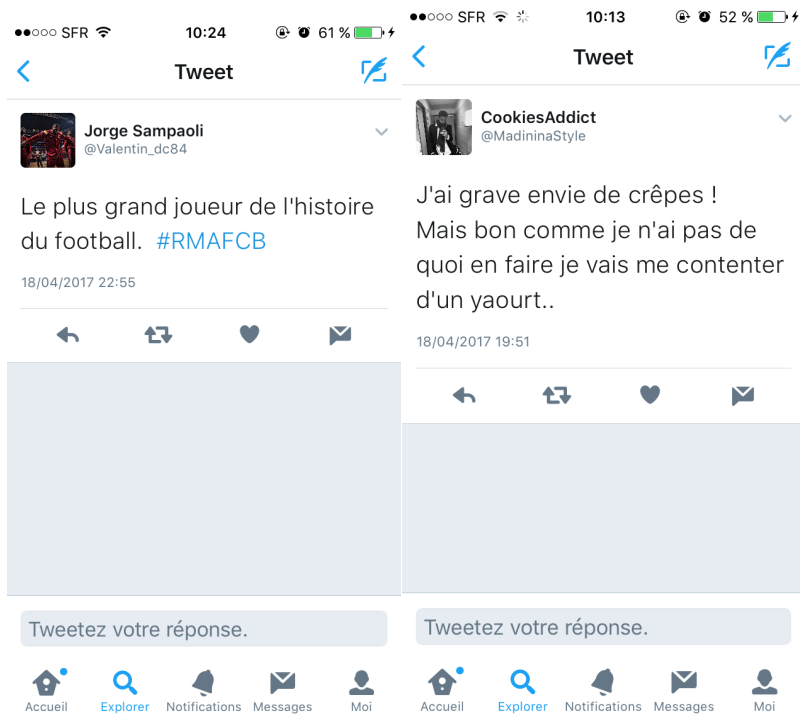 SFR 10:24 61 %
Tweet
Jorge Sampaoli
@Valentin_dc84
Le plus grand joueur de l'histoire
du football. #RMAFCB
18/04/2017 22:55
Tweetez votre réponse.
Accueil Explorer Notifications Messages Moi
SFR 10:13 52 %
Tweet
CookiesAddict
@MadininaStyle
J'ai grave envie de crêpes !
Mais bon comme je n'ai pas de
quoi en faire je vais me contenter
d'un yaourt..
18/04/2017 19:51
Tweetez votre réponse.
Accueil Explorer Notifications Messages Moi